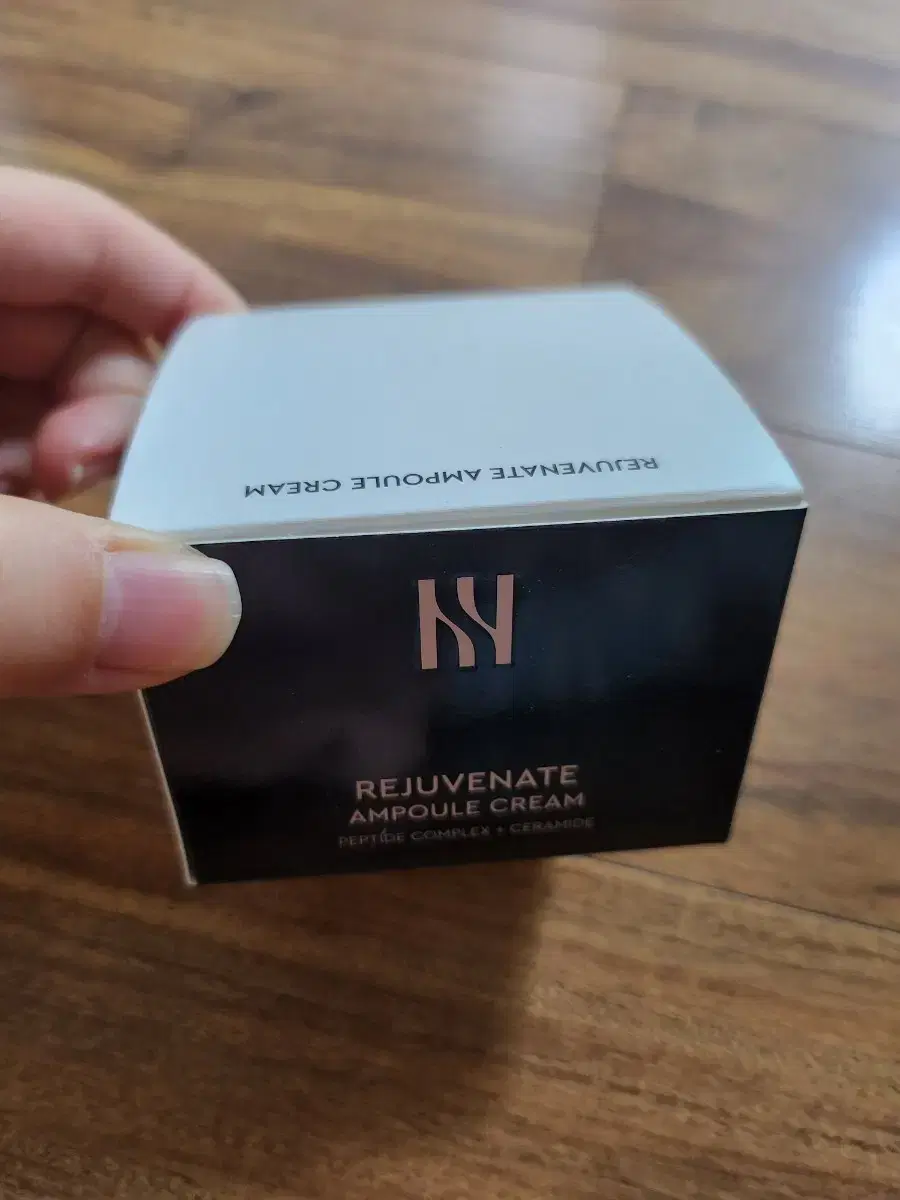 REJUVENATE AMPOULE CREAM
REJUVENATE
AMPOULE CREAM
PEPTIDE COMPLEX + CERAMIDE